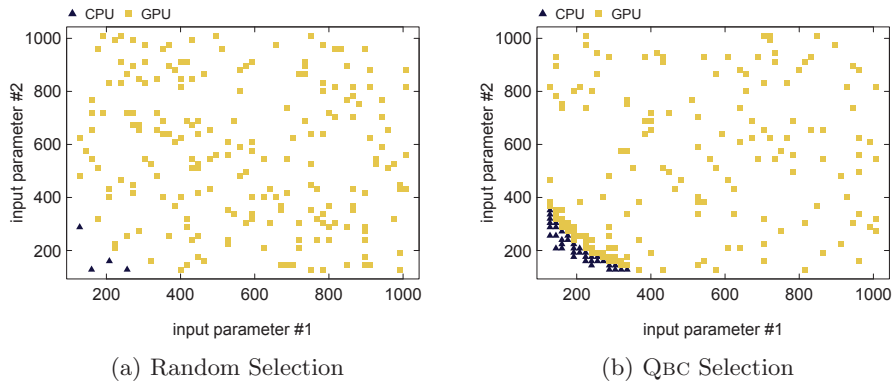 CPU GPU
1000
800
600
400
200
input parameter #2
200 400 600 800 1000
input parameter #1
(a) Random Selection
CPU GPU
1000
800
600
400
200
input parameter #2
200 400 600 800 1000
input parameter #1
(b) QBC Selection